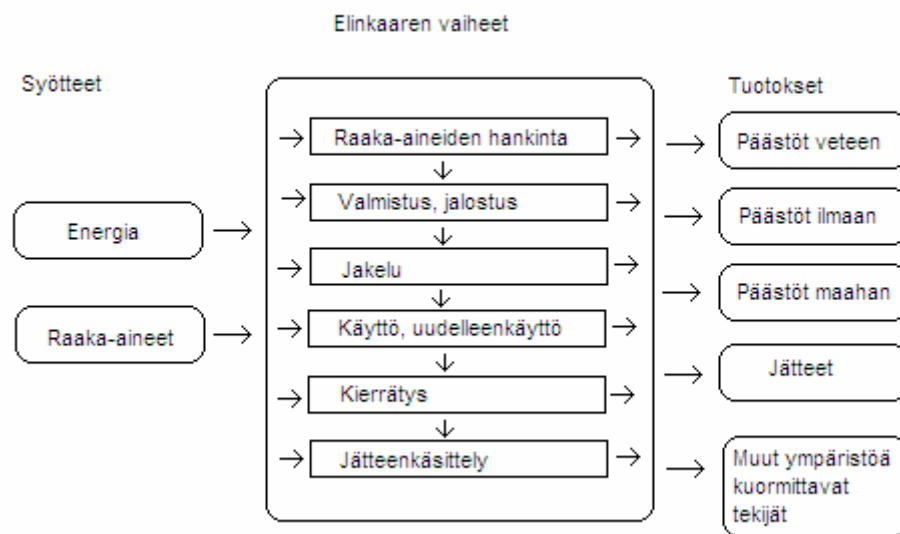 Elinkaaren vaiheet
Syötteet
Energia
Raaka-aineet
Raaka-aineiden hankinta
Valmistus, jalostus
Jakelu
Käyttö, uudelleenkäyttö
Kierrätys
Jätteenkäsittely
Tuotokset
Päästöt veteen
Päästöt ilmaan
Päästöt maahan
Jätteet
Muut ympäristöä
kuormittavat
tekijät